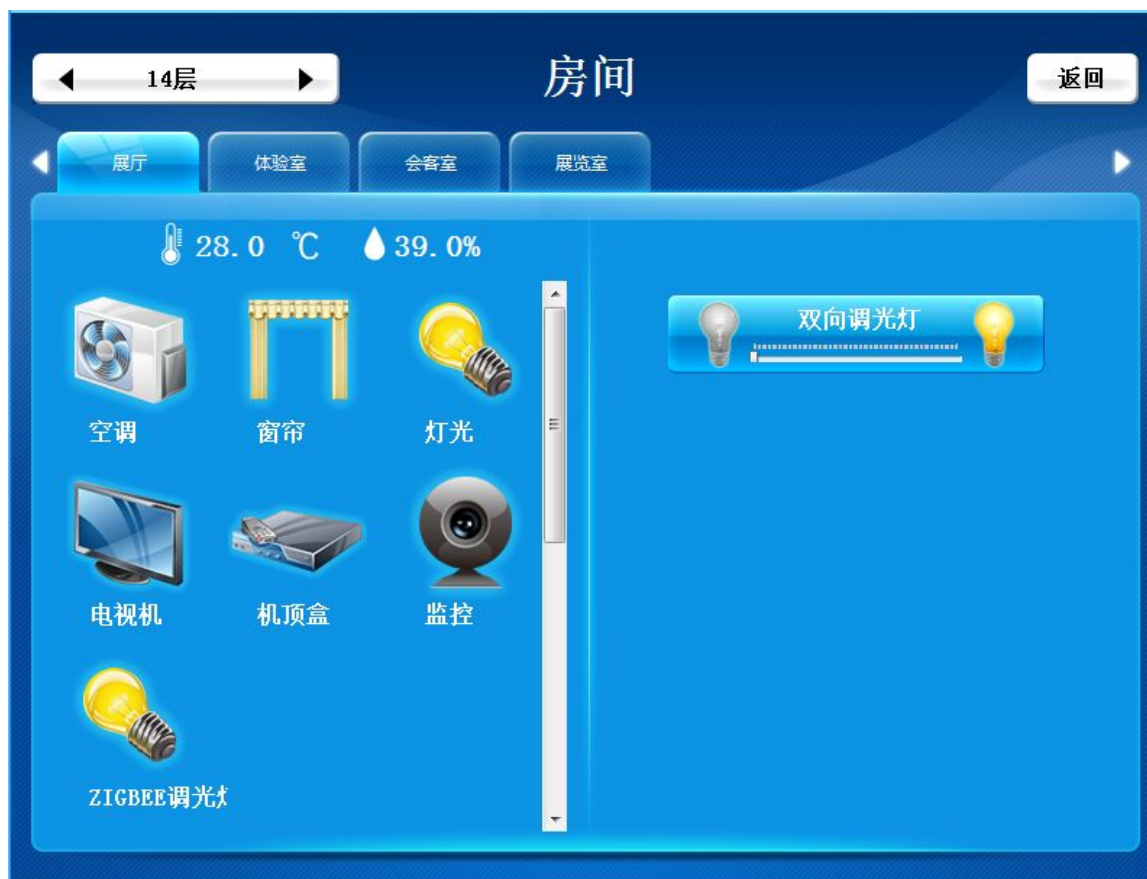 14层
房间
返回
展厅
体验室
会客室
展览室
28.0 ℃
39.0%
双向调光灯
空调
窗帘
灯光
电视机
机顶盒
监控
ZIGBEE调光